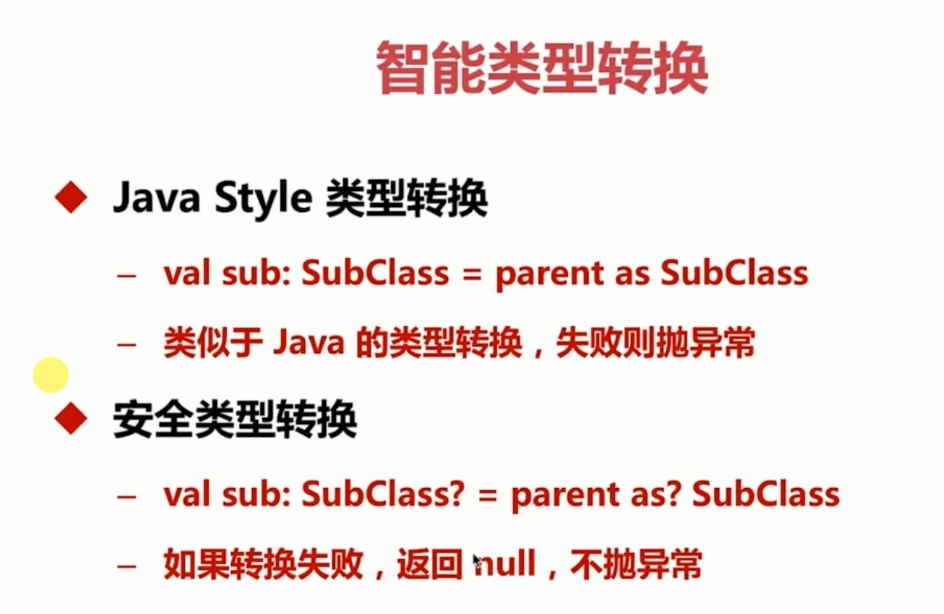 智能类型转换
Java Style 类型转换
– val sub: SubClass = parent as SubClass
– 类似于 Java 的类型转换，失败则抛异常
安全类型转换
– val sub: SubClass? = parent as? SubClass
– 如果转换失败，返回 null，不抛异常